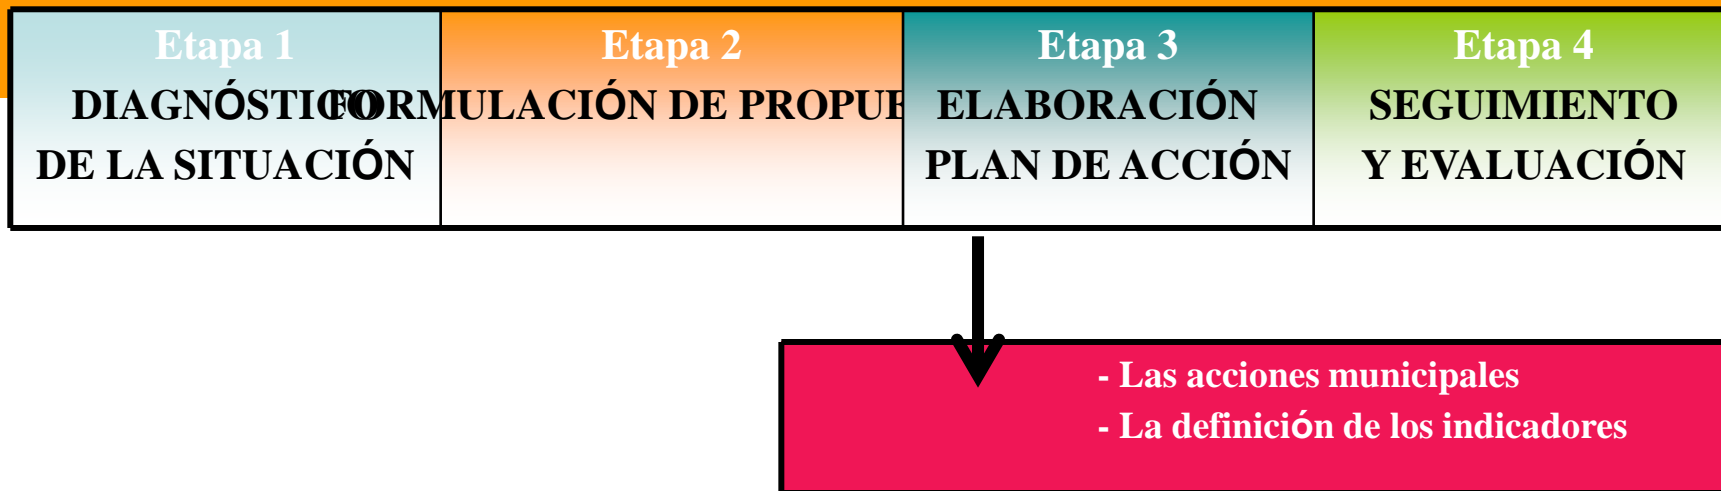 Etapa 1
DIAGNÓSTICO
DE LA SITUACIÓN
Etapa 2
FORMULACIÓN DE
Etapa 3
ELABORACIÓN
PLAN DE ACCIÓN
Etapa 4
SEGUIMIENTO
Y EVALUACIÓN
- Las acciones municipales
- La definición de los indicadores